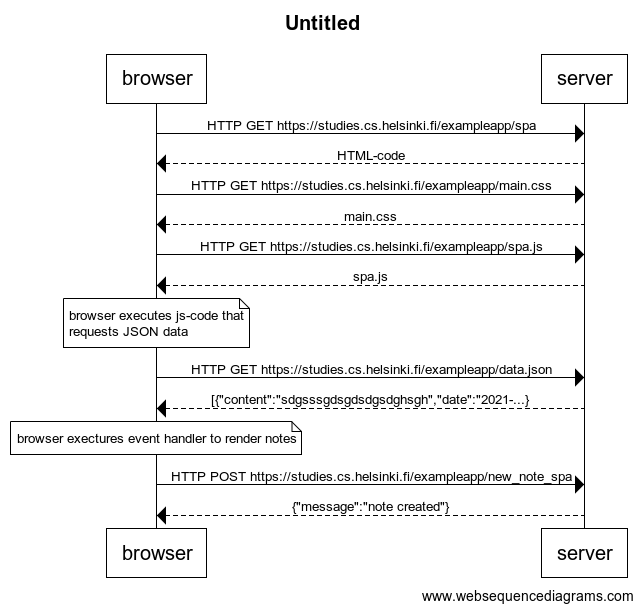 Untitled
browser
server
HTTP GET https://studies.cs.helsinki.fi/exampleapp/spa
HTML-code
HTTP GET https://studies.cs.helsinki.fi/exampleapp/main.css
main.css
HTTP GET https://studies.cs.helsinki.fi/exampleapp/spa.js
spa.js
browser executes js-code that
requests JSON data
HTTP GET https://studies.cs.helsinki.fi/exampleapp/data.json
[{"content":"sdgsssgdsgdsdgsdghsgh","date":"2021-...}
browser exectures event handler to render notes
HTTP POST https://studies.cs.helsinki.fi/exampleapp/new_note_spa
{"message":"note created"}
browser
server
www.websequencediagrams.com